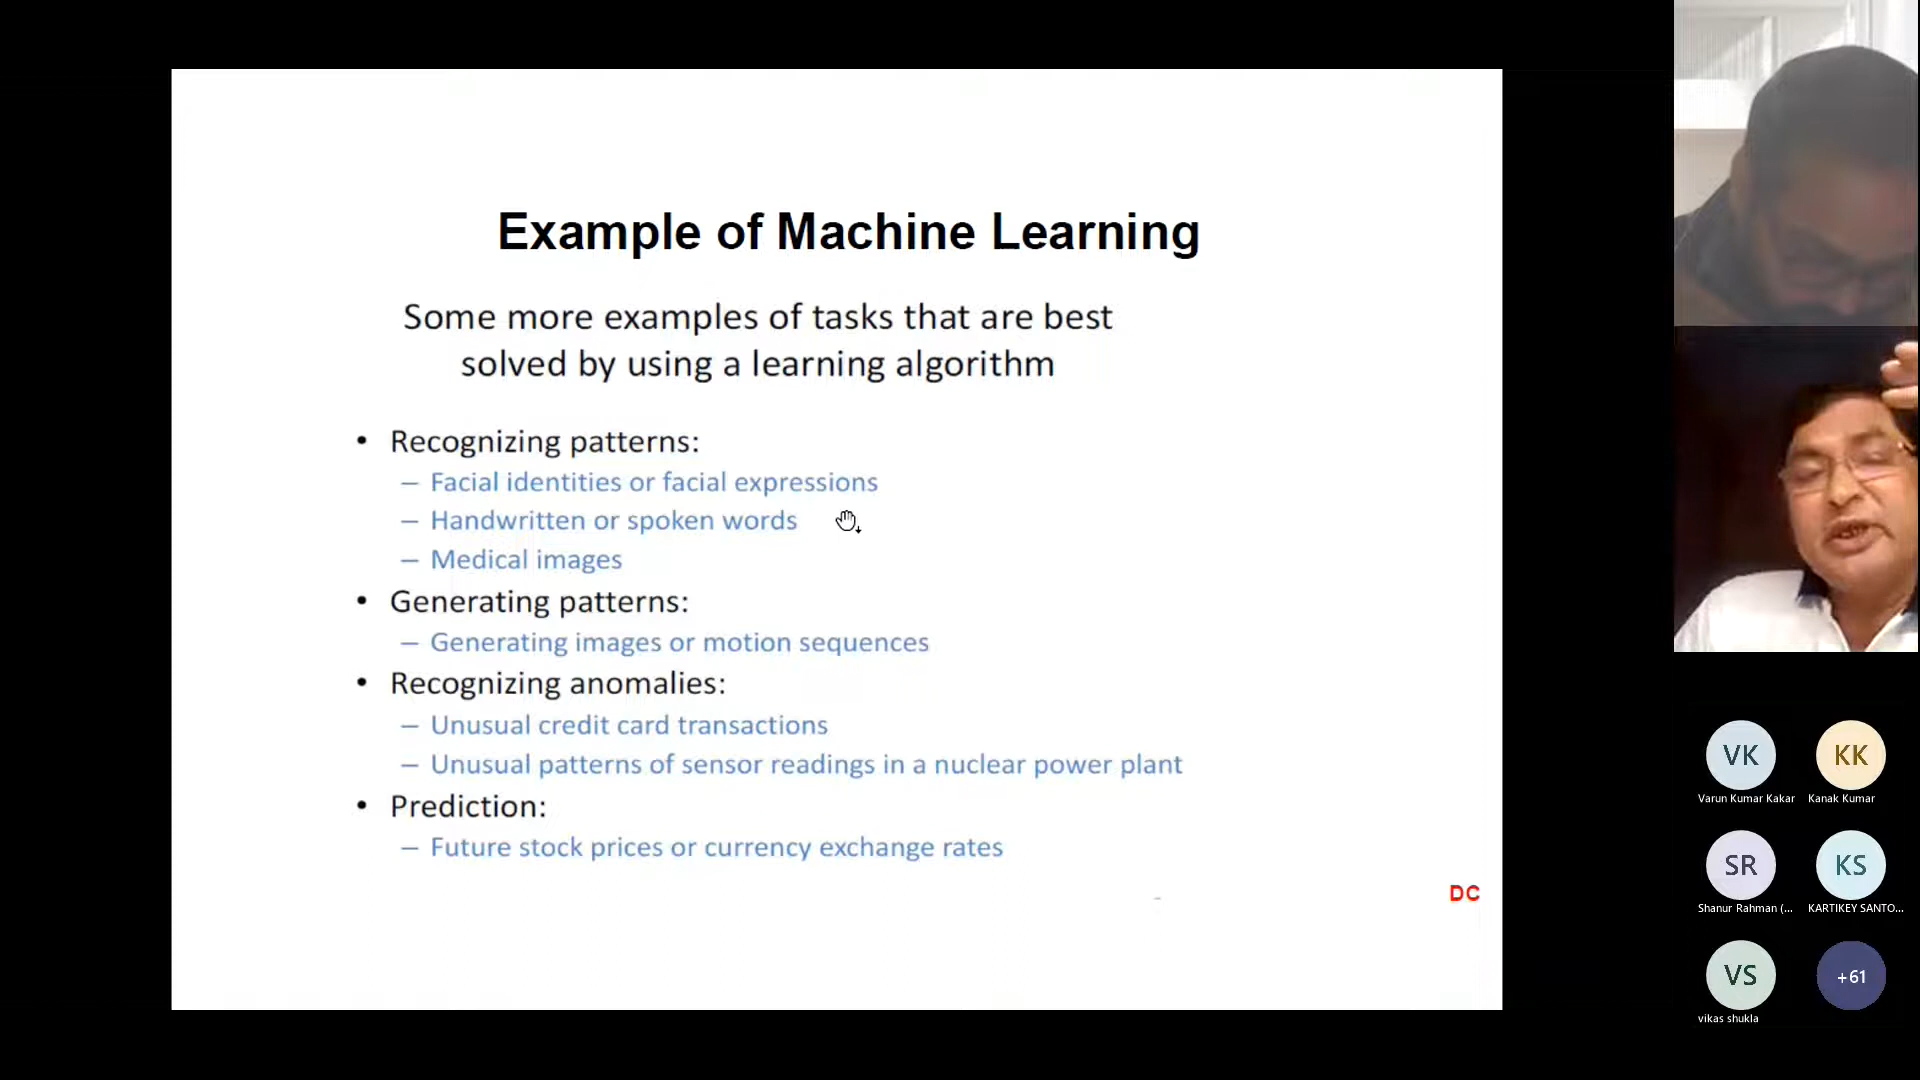 Example of Machine Learning
Some more examples of tasks that are best
solved by using a learning algorithm
• Recognizing patterns:
– Facial identities or facial expressions
– Handwritten or spoken words
– Medical images
• Generating patterns:
– Generating images or motion sequences
• Recognizing anomalies:
– Unusual credit card transactions
– Unusual patterns of sensor readings in a nuclear power plant
• Prediction:
– Future stock prices or currency exchange rates
DC
VK
KK
Varun Kumar Kakar
Kanak Kumar
SR
KS
Shanur Rahman (...
KARTIKEY SANTO...
VS
+61
vikas shukla